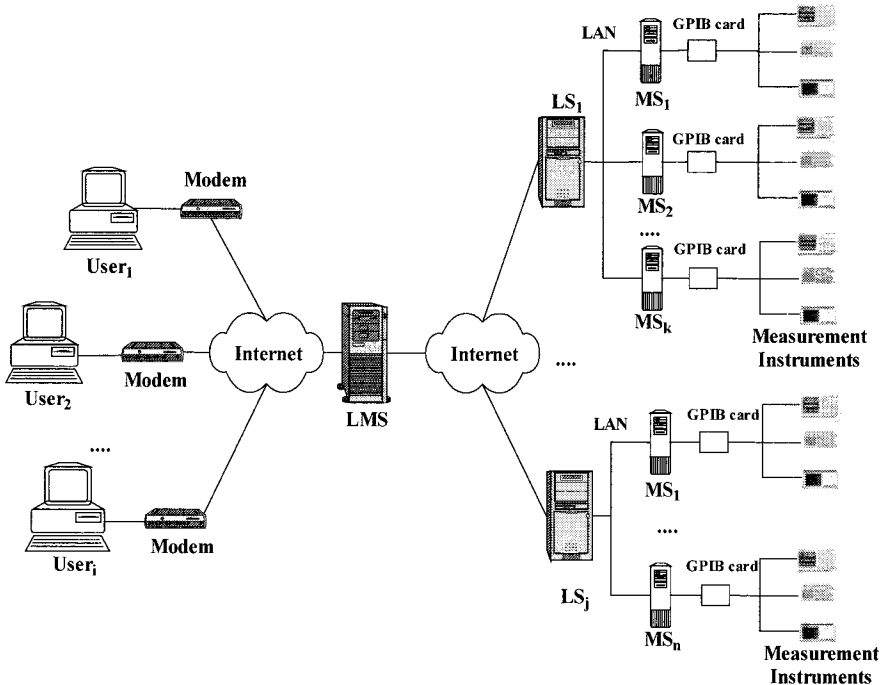 GPIB card
LAN
MS1
LS1
GPIB card
MS2
....
GPIB card
MSk
Measurement
Instruments
Modem
User1
Internet
LMS
Internet
....
Modem
User2
....
Modem
Useri
LAN
GPIB card
MS1
....
GPIB card
LSj
MSn
Measurement
Instruments